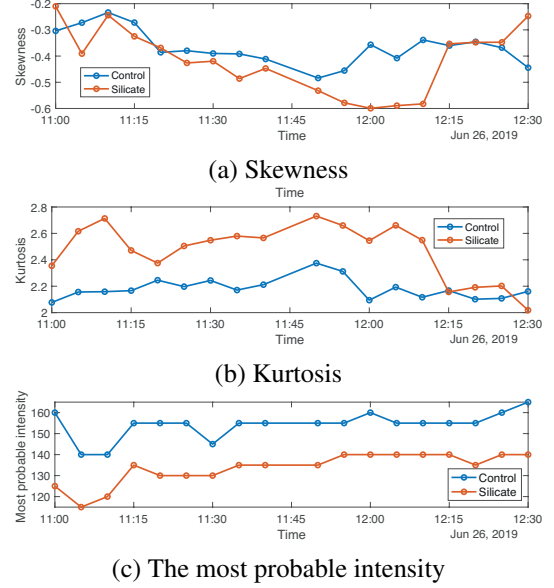 -0.2
-0.3
-0.4
-0.5
-0.6
Skewness
Control
Silicate
11:00 11:15 11:30 11:45 12:00 12:15 12:30
Time
Jun 26, 2019
(a) Skewness
Time
2.8
2.6
2.4
2.2
2
Kurtosis
Control
Silicate
11:00 11:15 11:30 11:45 12:00 12:15 12:30
Time
Jun 26, 2019
(b) Kurtosis
160
150
140
130
120
Most probable intensity
Control
Silicate
11:00 11:15 11:30 11:45 12:00 12:15 12:30
Time
Jun 26, 2019
(c) The most probable intensity